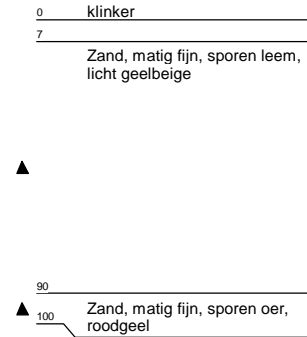 0 klinker
7
Zand, matig fijn, sporen leem,
licht geelbeige
90
100 Zand, matig fijn, sporen oer,
roodgeel